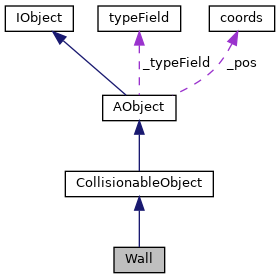 IObject
typeField
coords
_typeField
_pos
AObject
CollisionableObject
Wall